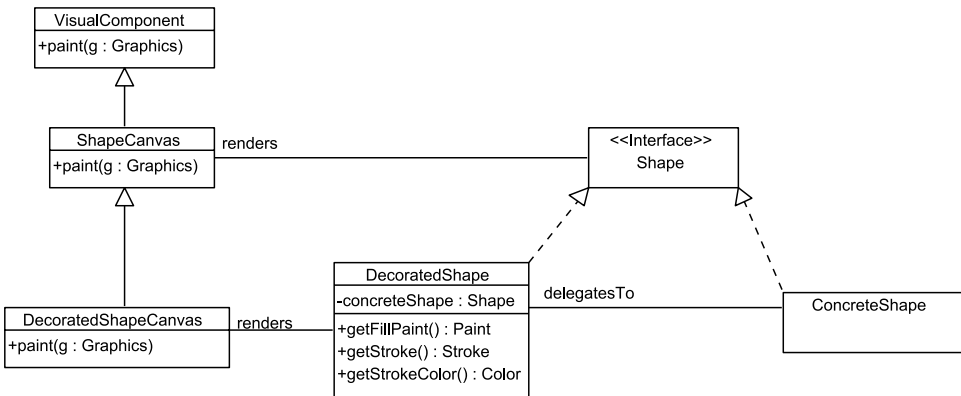 VisualComponent
+paint(g : Graphics)
ShapeCanvas
+paint(g : Graphics)
renders
<<Interface>>
Shape
DecoratedShape
-concreteShape : Shape
+getFillPaint() : Paint
+getStroke() : Stroke
+getStrokeColor() : Color
delegatesTo
ConcreteShape
DecoratedShapeCanvas
+paint(g : Graphics)
renders